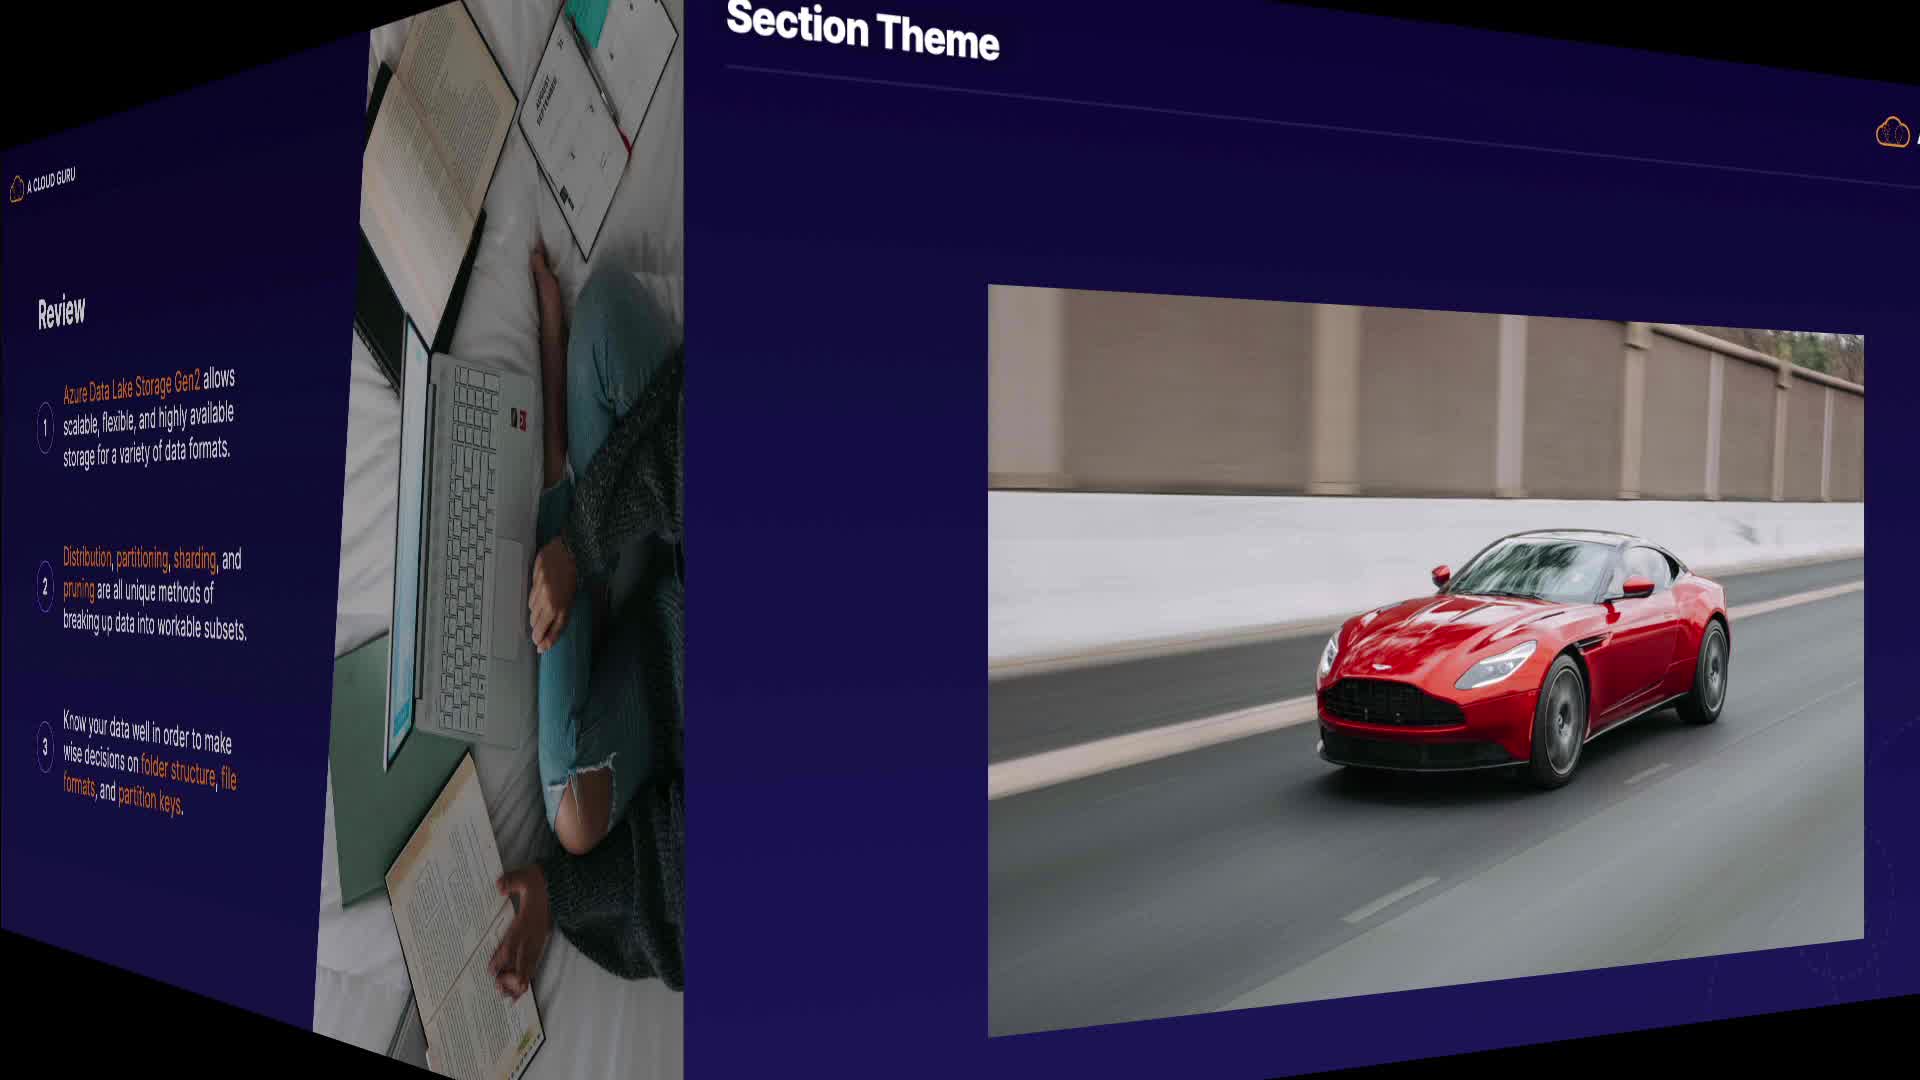 A CLOUD GURU
Review
1
Azure Data Lake Storage Gen2 allows
scalable, flexible, and highly available
storage for a variety of data formats.
2
Distribution, partitioning, sharding, and
pruning are all unique methods of
breaking up data into workable subsets.
3
Know your data well in order to make
wise decisions on folder structure, file
formats, and partition keys.
AUGUST
SEPTEMBER
Section Theme